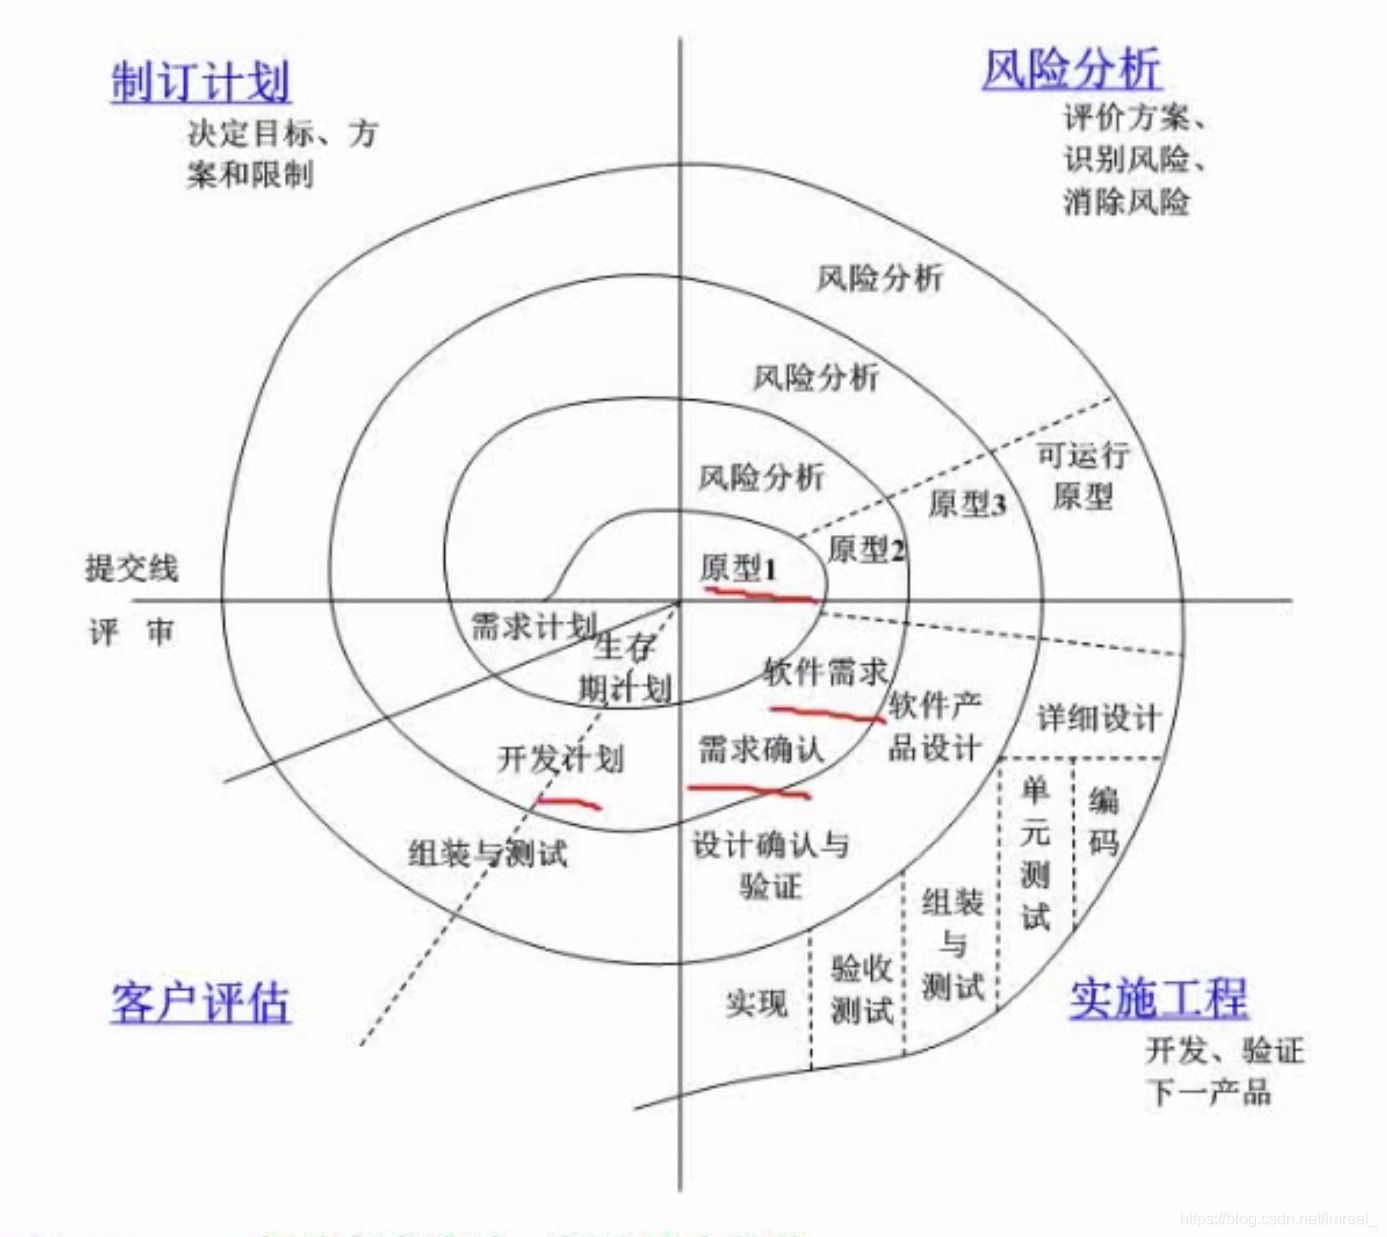 制订计划
决定目标、方
案和限制
风险分析
评价方案、
识别风险、
消除风险
风险分析
风险分析
风险分析
可运行
原型
原型3
原型2
原型1
提交线
评 审
需求计划
生存
期计划
软件需求
软件产
品设计
详细设计
开发计划
需求确认
单
元
测
试
编
码
组装与测试
设计确认与
验证
组装
与
测试
验收
测试
实现
客户评估
实施工程
开发、验证
下一产品
https://blog.csdn.net/imreal_